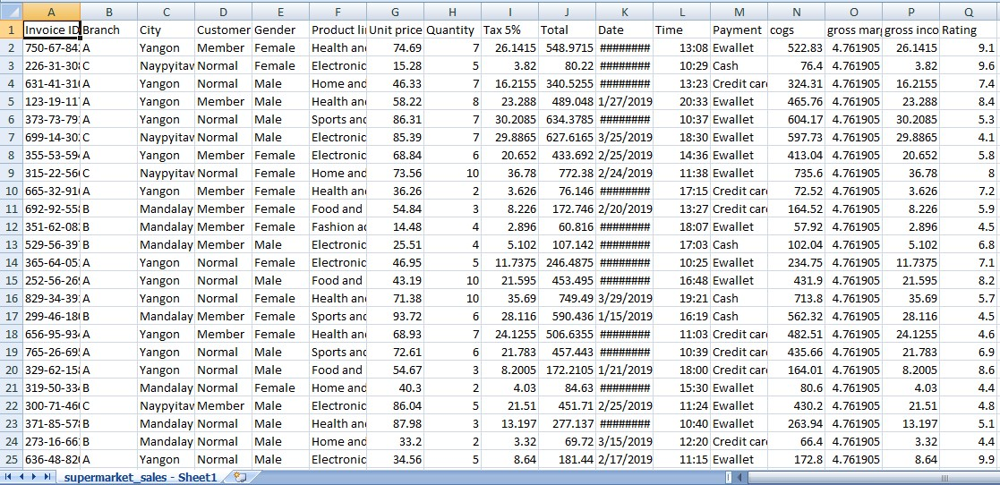 A B C D E F G H I J K L M N O P Q
1 Invoice ID Branch City Customer Gender Product li Unit price Quantity Tax 5% Total Date Time Payment cogs gross mar gross inco Rating
2 750-67-84 A Yangon Member Female Health an 74.69 7 26.1415 548.9715 ######## 13:08 Ewallet 522.83 4.761905 26.1415 9.1
3 226-31-30 C Naypyitav Normal Female Electronic 15.28 5 3.82 80.22 ######## 10:29 Cash 76.4 4.761905 3.82 9.6
4 631-41-31 A Yangon Normal Male Home and 46.33 7 16.2155 340.5255 ######## 13:23 Credit car 324.31 4.761905 16.2155 7.4
5 123-19-11 A Yangon Member Male Health an 58.22 8 23.288 489.048 1/27/2019 20:33 Ewallet 465.76 4.761905 23.288 8.4
6 373-73-79 A Yangon Normal Male Sports and 86.31 7 30.2085 634.3785 ######## 10:37 Ewallet 604.17 4.761905 30.2085 5.3
7 699-14-30 C Naypyitav Normal Male Electronic 85.39 7 29.8865 627.6165 3/25/2019 18:30 Ewallet 597.73 4.761905 29.8865 4.1
8 355-53-59 A Yangon Member Female Electronic 68.84 6 20.652 433.692 2/25/2019 14:36 Ewallet 413.04 4.761905 20.652 5.8
9 315-22-56 C Naypyitav Normal Female Home and 73.56 10 36.78 772.38 2/24/2019 11:38 Ewallet 735.6 4.761905 36.78 8
10 665-32-91 A Yangon Member Female Health an 36.26 2 3.626 76.146 ######## 17:15 Credit car 72.52 4.761905 3.626 7.2
11 692-92-55 B Mandalay Member Female Food and 54.84 3 8.226 172.746 2/20/2019 13:27 Credit car 164.52 4.761905 8.226 5.9
12 351-62-08 B Mandalay Member Female Fashion a 14.48 4 2.896 60.816 ######## 18:07 Ewallet 57.92 4.761905 2.896 4.5
13 529-56-39 B Mandalay Member Male Electronic 25.51 4 5.102 107.142 ######## 17:03 Cash 102.04 4.761905 5.102 6.8
14 365-64-05 A Yangon Normal Female Electronic 46.95 5 11.7375 246.4875 ######## 10:25 Ewallet 234.75 4.761905 11.7375 7.1
15 252-56-26 A Yangon Normal Male Food and 43.19 10 21.595 453.495 ######## 16:48 Ewallet 431.9 4.761905 21.595 8.2
16 829-34-39 A Yangon Normal Female Health an 71.38 10 35.69 749.49 3/29/2019 19:21 Cash 713.8 4.761905 35.69 5.7
17 299-46-18 B Mandalay Member Female Sports and 93.72 6 28.116 590.436 1/15/2019 16:19 Cash 562.32 4.761905 28.116 4.5
18 656-95-93 A Yangon Member Female Health an 68.93 7 24.1255 506.6355 ######## 11:03 Credit car 482.51 4.761905 24.1255 4.6
19 765-26-69 A Yangon Normal Male Sports and 72.61 6 21.783 457.443 ######## 10:39 Credit car 435.66 4.761905 21.783 6.9
20 329-62-15 A Yangon Normal Male Food and 54.67 3 8.2005 172.2105 1/21/2019 18:00 Credit car 164.01 4.761905 8.2005 8.6
21 319-50-33 B Mandalay Normal Female Home and 40.3 2 4.03 84.63 ######## 15:30 Ewallet 80.6 4.761905 4.03 4.4
22 300-71-46 C Naypyitav Member Male Electronic 86.04 5 21.51 451.71 2/25/2019 11:24 Ewallet 430.2 4.761905 21.51 4.8
23 371-85-57 B Mandalay Normal Male Health an 87.98 3 13.197 277.137 ######## 10:40 Ewallet 263.94 4.761905 13.197 5.1
24 273-16-66 B Mandalay Normal Male Home and 33.2 2 3.32 69.72 3/15/2019 12:20 Credit car 66.4 4.761905 3.32 4.4
25 636-48-82 A Yangon Normal Male Electronic 34.56 5 8.64 181.44 2/17/2019 11:15 Ewallet 172.8 4.761905 8.64 9.9
supermarket_sales - Sheet1